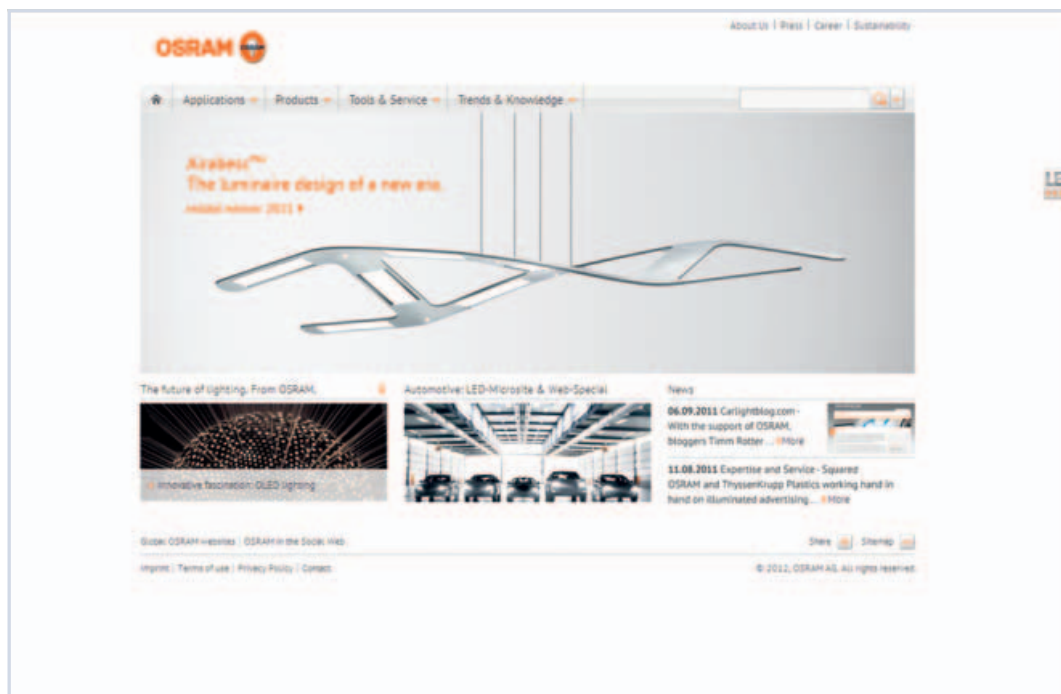 About Us | Press | Career | Sustainability
OSRAM
Applications Products Tools & Service Trends & Knowledge
The luminaire design of a new era.
2011
LE
The future of lighting. From OSRAM.
Automotive: LED-Microsite & Web-Special
News
06.09.2011 Carlightblog.com -
With the support of OSRAM,
bloggers Timm Rotter ... More
Innovative fascination: OLED lighting
11.08.2011 Expertise and Service - Squared
OSRAM and ThyssenKrupp Plastics working hand in
hand on illuminated advertising... More
Global OSRAM websites | OSRAM in the Social Web
Share Sitemap
Imprint | Terms of use | Privacy Policy | Contact
© 2012, OSRAM AG. All rights reserved